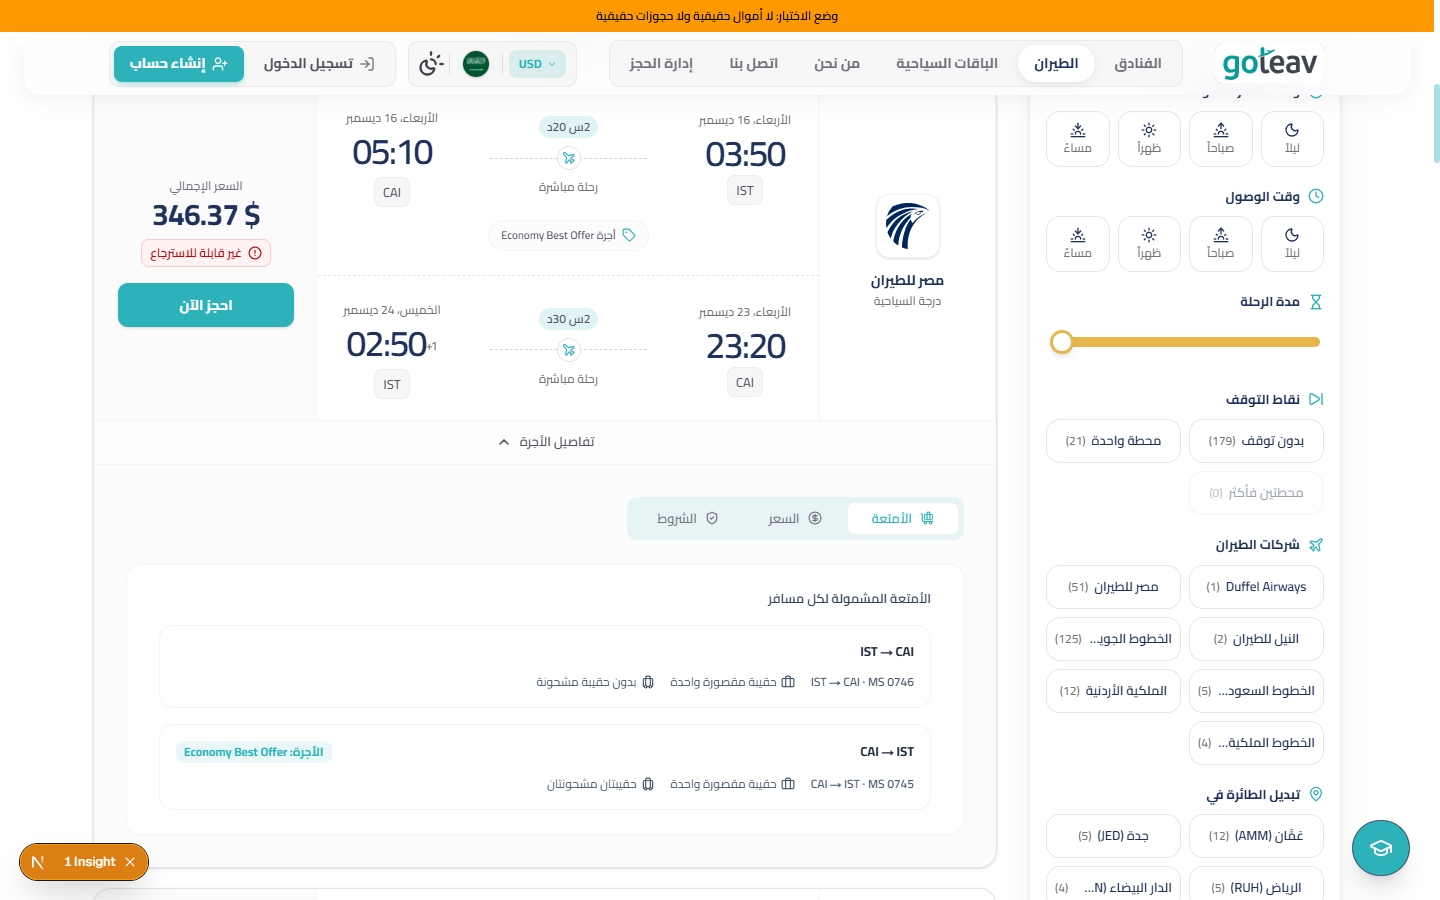 وضع الاختبار: لا أموال حقيقية ولا حجوزات حقيقية
goteav
الفنادق
الطيران
الباقات السياحية
من نحن
اتصل بنا
إدارة الحجز
USD
تسجيل الدخول
إنشاء حساب
ليلاً
صباحاً
ظهراً
مساءً
وقت الوصول
ليلاً
صباحاً
ظهراً
مساءً
مدة الرحلة
نقاط التوقف
بدون توقف (179)
محطة واحدة (21)
محطتين فأكثر (0)
شركات الطيران
Duffel Airways (1)
مصر للطيران (51)
النيل للطيران (2)
الخطوط الجويـ... (125)
الخطوط السعود... (5)
الملكية الأردنية (12)
الخطوط الملكية... (4)
تبديل الطائرة في
عَمَّان (AMM) (12)
جدة (JED) (5)
الرياض (RUH) (5)
الدار البيضاء (N... (4)
مصر للطيران
درجة السياحية
الأربعاء، 16 ديسمبر
03:50
IST
2س 20د
رحلة مباشرة
الأربعاء، 16 ديسمبر
05:10
CAI
أجرة Economy Best Offer
الأربعاء، 23 ديسمبر
23:20
CAI
2س 30د
رحلة مباشرة
الخميس، 24 ديسمبر
02:50+1
IST
السعر الإجمالي
346.37 $
غير قابلة للاسترجاع
احجز الآن
تفاصيل الأجرة
الأمتعة
السعر
الشروط
الأمتعة المشمولة لكل مسافر
IST → CAI
IST → CAI · MS 0746
حقيبة مقصورة واحدة
بدون حقيبة مشحونة
CAI → IST
الأجرة: Economy Best Offer
CAI → IST · MS 0745
حقيبة مقصورة واحدة
حقيبتان مشحونتان
N
1 Insight